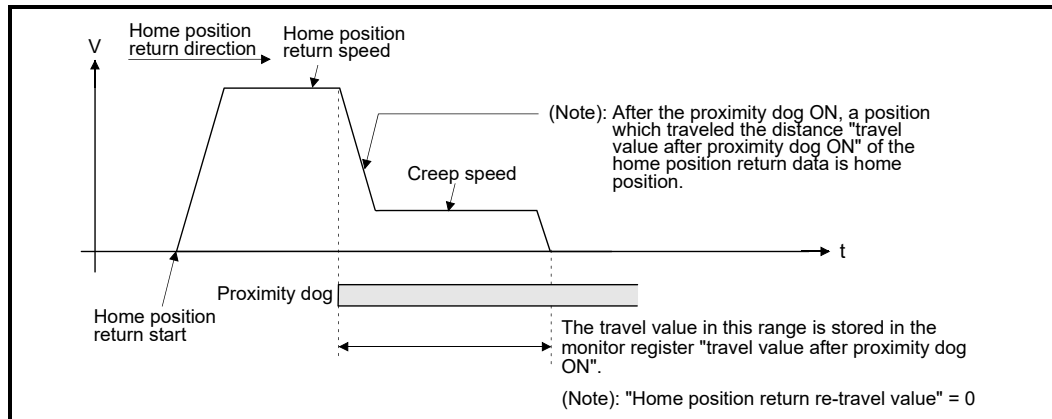 Home position
return direction
Home position
return speed
V
(Note): After the proximity dog ON, a position
which traveled the distance "travel
value after proximity dog ON" of the
home position return data is home
position.
Creep speed
t
Proximity dog
Home position
return start
The travel value in this range is stored in the
monitor register "travel value after proximity dog
ON".
(Note): "Home position return re-travel value" = 0